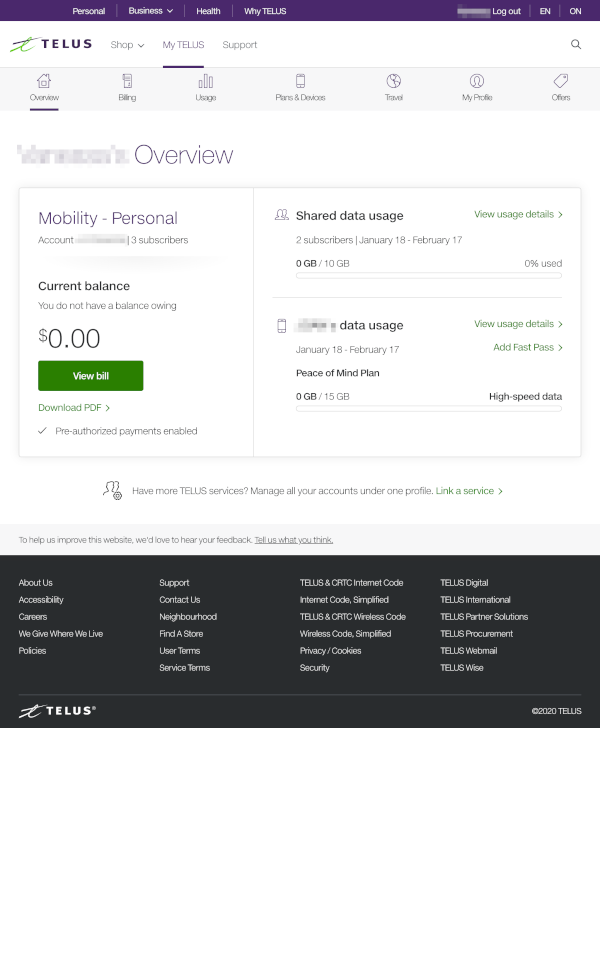 Personal
Business
Health
Why TELUS
Log out
EN
ON
TELUS
Shop
My TELUS
Support
Overview
Billing
Usage
Plans & Devices
Travel
My Profile
Offers
Overview
Mobility - Personal
Account | 3 subscribers
Current balance
You do not have a balance owing
$0.00
View bill
Download PDF
Pre-authorized payments enabled
Shared data usage
View usage details
2 subscribers | January 18 - February 17
0 GB / 10 GB
0% used
data usage
View usage details
January 18 - February 17
Add Fast Pass
Peace of Mind Plan
0 GB / 15 GB
High-speed data
Have more TELUS services? Manage all your accounts under one profile. Link a service
To help us improve this website, we'd love to hear your feedback. Tell us what you think.
About Us
Accessibility
Careers
We Give Where We Live
Policies
Support
Contact Us
Neighbourhood
Find A Store
User Terms
Service Terms
TELUS & CRTC Internet Code
Internet Code, Simplified
TELUS & CRTC Wireless Code
Wireless Code, Simplified
Privacy / Cookies
Security
TELUS Digital
TELUS International
TELUS Partner Solutions
TELUS Procurement
TELUS Webmail
TELUS Wise
TELUS®
©2020 TELUS